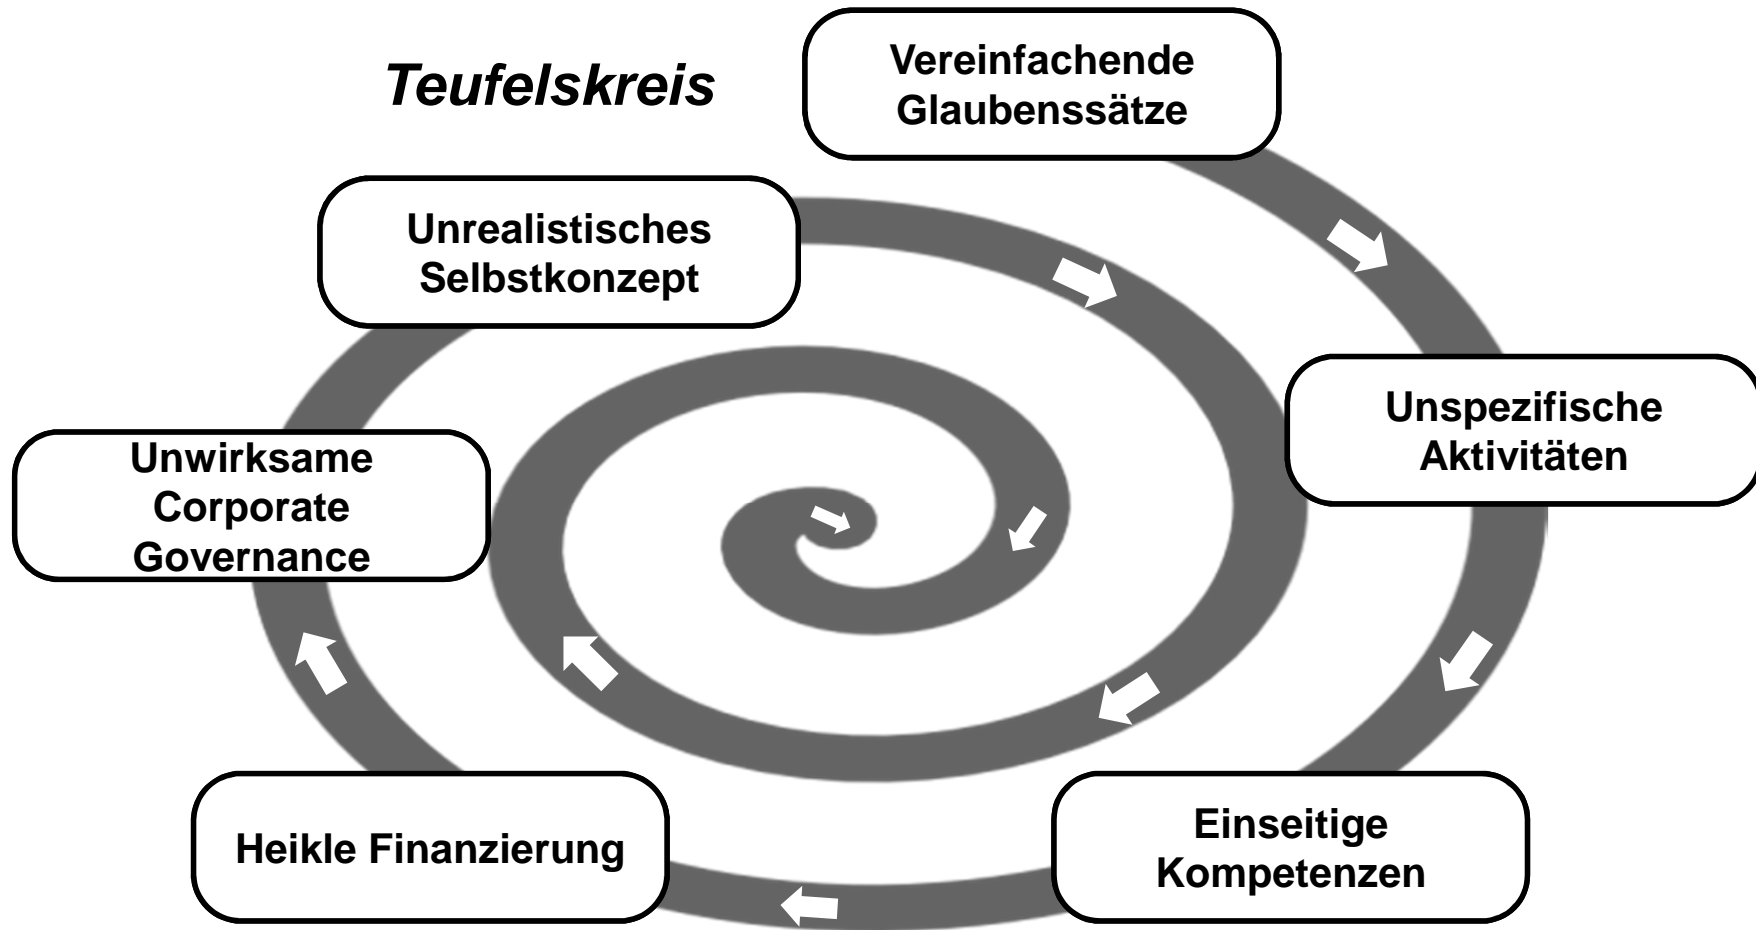 Teufelskreis
Vereinfachende
Glaubenssätze
Unrealistisches
Selbstkonzept
Unspezifische
Aktivitäten
Unwirksame
Corporate
Governance
Heikle Finanzierung
Einseitige
Kompetenzen